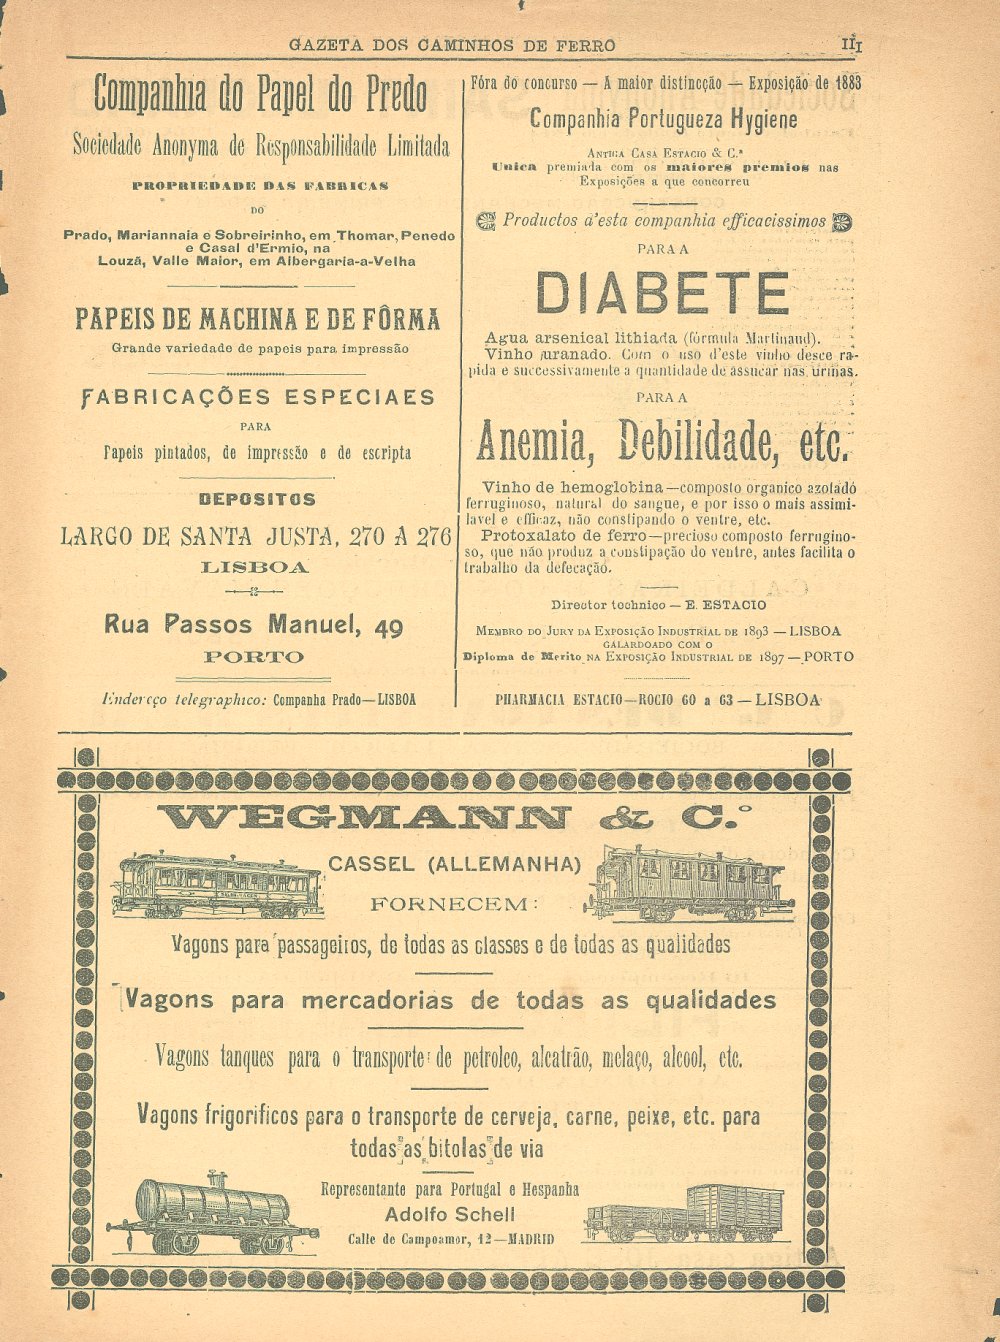 GAZETA DOS CAMINHOS DE FERRO III
Companhia do Papel do Predo
Sociedade Anonyma de Responsabilidade Limitada
PROPRIEDADE DAS FABRICAS
DO
Prado, Mariannaia e Sobreirinho, em Thomar, Penedo
e Casal d'Ermio, na
Louzã, Valle Maior, em Albergaria-a-Velha
PAPEIS DE MACHINA E DE FÔRMA
Grande variedade de papeis para impressão
FABRICAÇÕES ESPECIAES
PARA
Papeis pintados, de impressão e de escripta
DEPOSITOS
LARGO DE SANTA JUSTA, 270 A 276
LISBOA
Rua Passos Manuel, 49
PORTO
Endereço telegraphico: Companha Prado—LISBOA
Fóra do concurso — A maior distincção — Exposição de 1883
Companhia Portugueza Hygiene
ANTIGA CASA ESTACIO & C.ª
Unica premiada com os maiores premios nas
Exposições a que concorreu
Productos d'esta companhia efficacissimos
PARA A
DIABETE
Agua arsenical lithiada (fórmula Martinaud).
Vinho uranado. Com o uso d'este vinho desce ra-
pida e successivamente a quantidade de assucar nas urinas.
PARA A
Anemia, Debilidade, etc.
Vinho de hemoglobina—composto organico azotado
ferruginoso, natural do sangue, e por isso o mais assimi-
lavel e efficaz, não constipando o ventre, etc.
Protoxalato de ferro—precioso composto ferrugino-
so, que não produz a constipação do ventre, antes facilita o
trabalho da defecação.
Director technico — E. ESTACIO
MEMBRO DO JURY DA EXPOSIÇÃO INDUSTRIAL DE 1893 — LISBOA
GALARDOADO COM O
Diploma de Merito NA EXPOSIÇÃO INDUSTRIAL DE 1897 — PORTO
PHARMACIA ESTACIO—ROCIO 60 a 63 — LISBOA
WEGMANN & C.º
CASSEL (ALLEMANHA)
FORNECEM:
Vagons para passageiros, de todas as classes e de todas as qualidades
Vagons para mercadorias de todas as qualidades
Vagons tanques para o transporte de petroleo, alcatrão, melaço, alcool, etc.
Vagons frigorificos para o transporte de cerveja, carne, peixe, etc. para
todas as bitolas de via
Representante para Portugal e Hespanha
Adolfo Schell
Calle de Campoamor, 12—MADRID